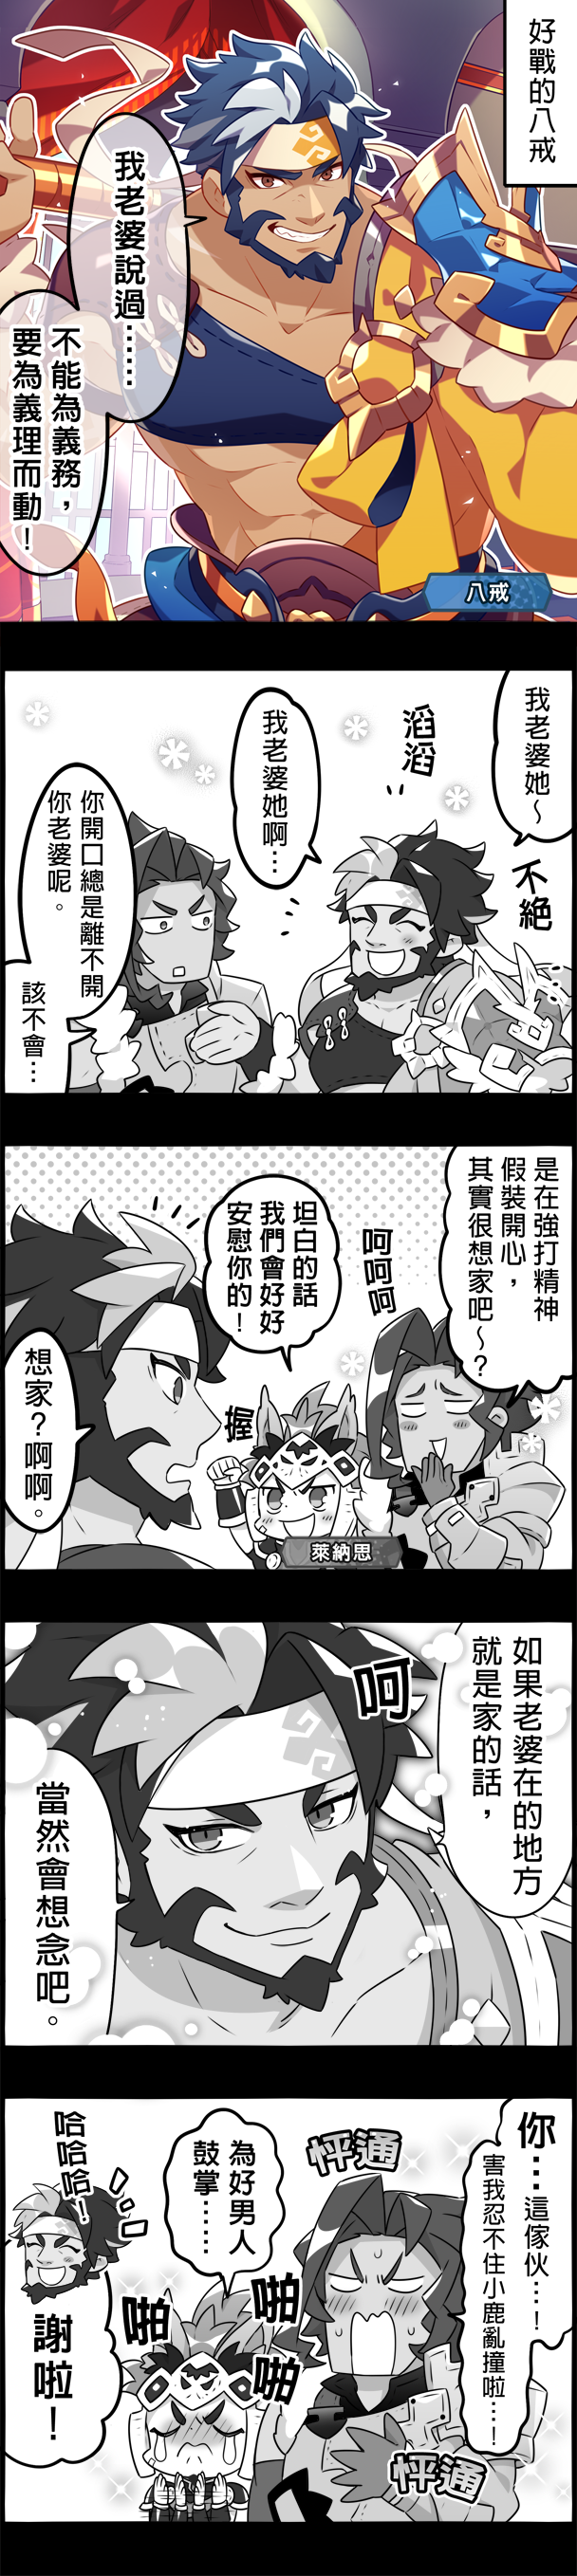 好戰的八戒
我老婆說過……
不能為義務，
要為義理而動！
八戒
我老婆她～
滔滔
不絕
我老婆她啊…
你開口總是離不開
你老婆呢。
該不會…
是在強打精神
假裝開心，
其實很想家吧～？
呵呵呵
坦白的話
我們會好好
安慰你的！
握
萊納思
想家？啊啊。
如果老婆在的地方
就是家的話，
呵
當然會想念吧。
你…這傢伙…！
害我忍不住小鹿亂撞啦…！
怦通
為好男人
鼓掌……
啪
啪
啪
怦通
哈哈哈！
謝啦！